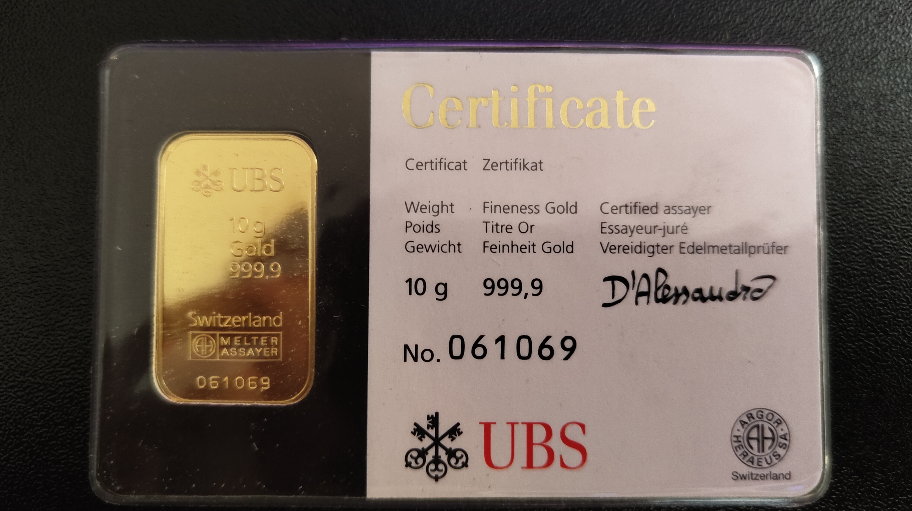 UBS
10g
Gold
999,9
Switzerland
AH MELTER
ASSAYER
061069
Certificate
Certificat Zertifikat
Weight Fineness Gold Certified assayer
Poids Titre Or Essayeur-juré
Gewicht Feinheit Gold Vereidigter Edelmetallprüfer
10 g 999,9 D'Alessandro
No. 061069
UBS
ARGOR-HERAEUS SA
AH
Switzerland